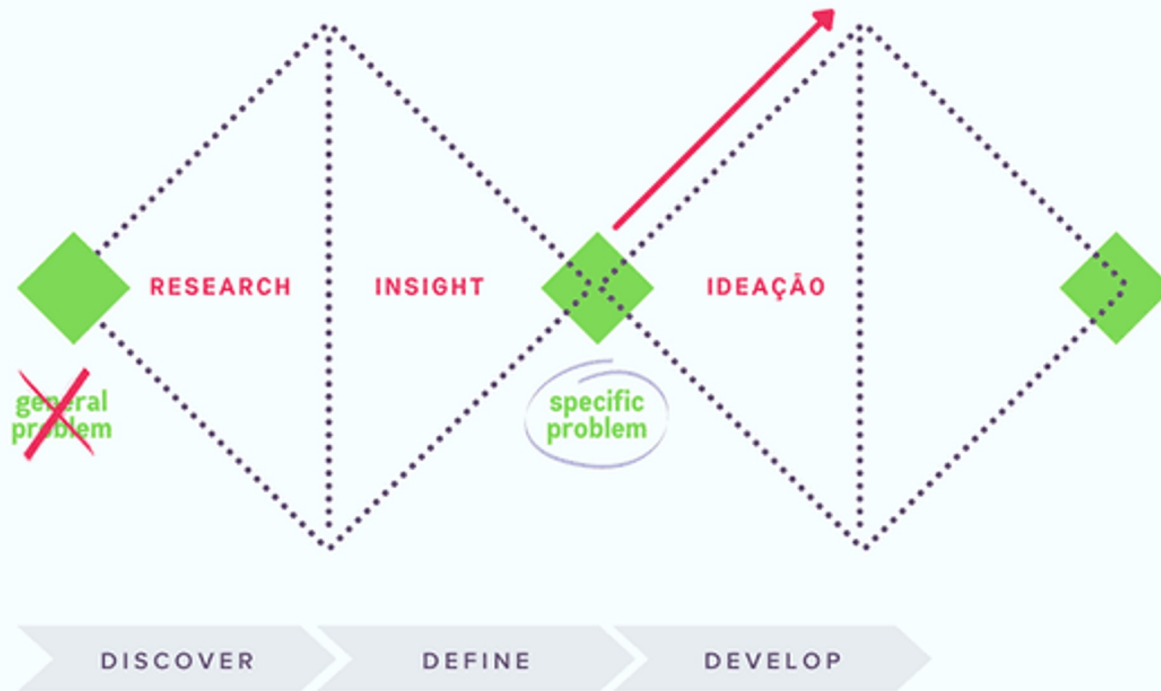 RESEARCH
INSIGHT
IDEAÇÃO
general
problem
specific
problem
DISCOVER
DEFINE
DEVELOP